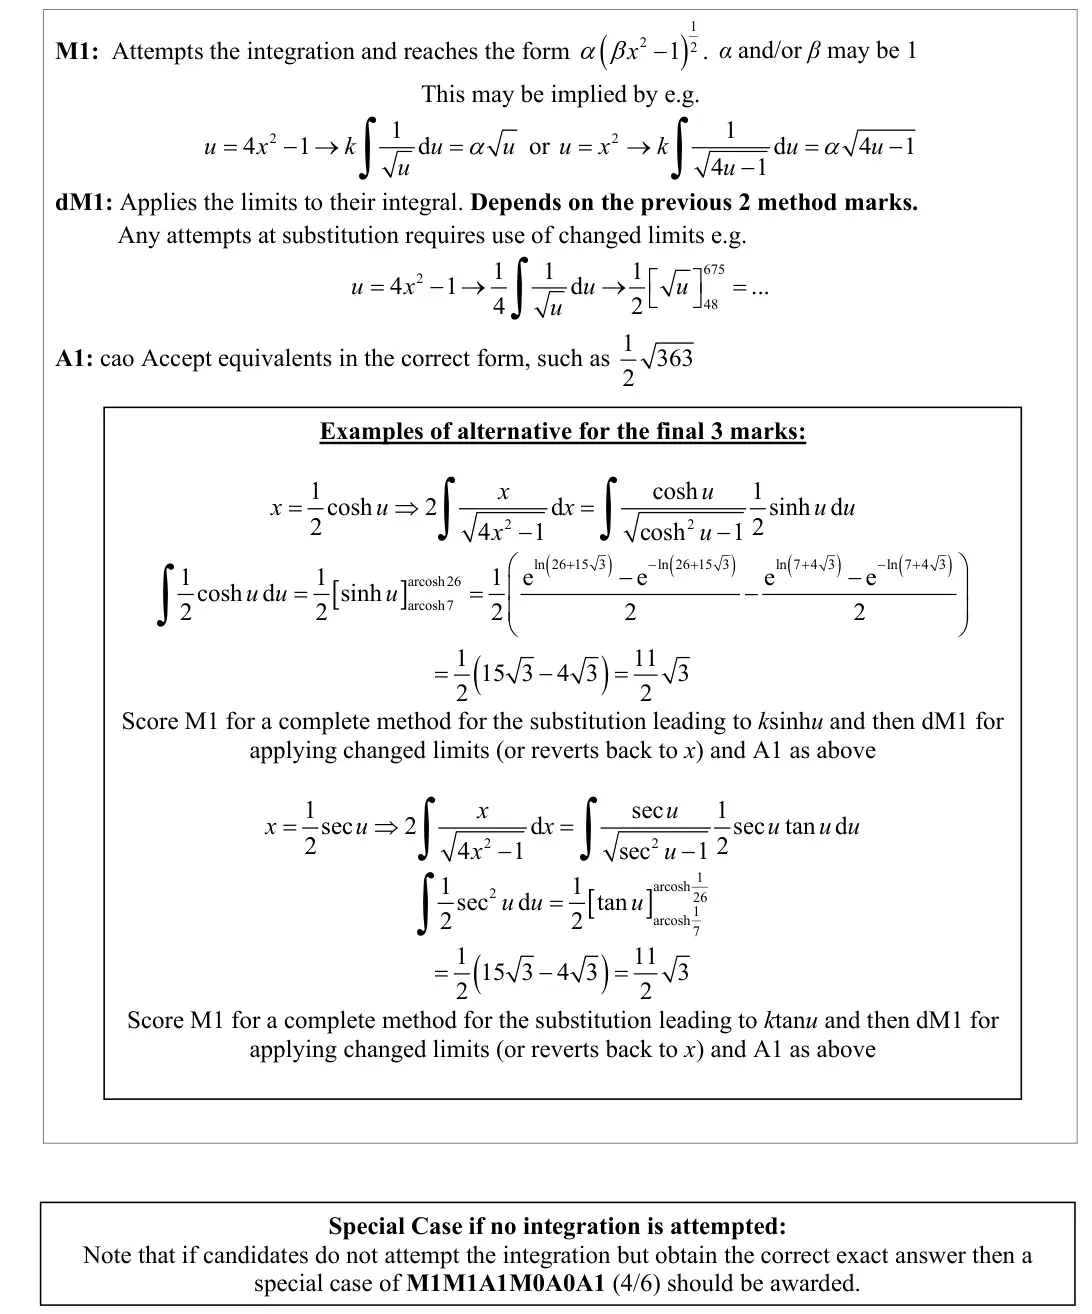 M1: Attempts the integration and reaches the form α(βx² −1)^{1/2}. α and/or β may be 1
This may be implied by e.g.
u = 4x² −1 → k∫ 1/√u du = α√u or u = x² → k∫ 1/√(4u −1) du = α√(4u −1)
dM1: Applies the limits to their integral. Depends on the previous 2 method marks.
Any attempts at substitution requires use of changed limits e.g.
u = 4x² −1 → 1/4 ∫ 1/√u du → 1/2 [√u]_{48}^{675} = ...
A1: cao Accept equivalents in the correct form, such as 1/2 √363
Examples of alternative for the final 3 marks:
x = 1/2 cosh u ⇒ 2∫ x/√(4x² −1) dx = ∫ cosh u/√(cosh² u −1) 1/2 sinh u du
∫ 1/2 cosh u du = 1/2 [sinh u]_{arcosh 7}^{arcosh 26} = 1/2 ( (e^{ln(26+15√3)} − e^{−ln(26+15√3)})/2 − (e^{ln(7+4√3)} − e^{−ln(7+4√3)})/2 )
= 1/2 (15√3 − 4√3) = 11/2 √3
Score M1 for a complete method for the substitution leading to ksinhu and then dM1 for
applying changed limits (or reverts back to x) and A1 as above
x = 1/2 sec u ⇒ 2∫ x/√(4x² −1) dx = ∫ sec u/√(sec² u −1) 1/2 sec u tan u du
∫ 1/2 sec² u du = 1/2 [tan u]_{arcosh 1/7}^{arcosh 1/26}
= 1/2 (15√3 − 4√3) = 11/2 √3
Score M1 for a complete method for the substitution leading to ktanu and then dM1 for
applying changed limits (or reverts back to x) and A1 as above
Special Case if no integration is attempted:
Note that if candidates do not attempt the integration but obtain the correct exact answer then a
special case of M1M1A1M0A0A1 (4/6) should be awarded.